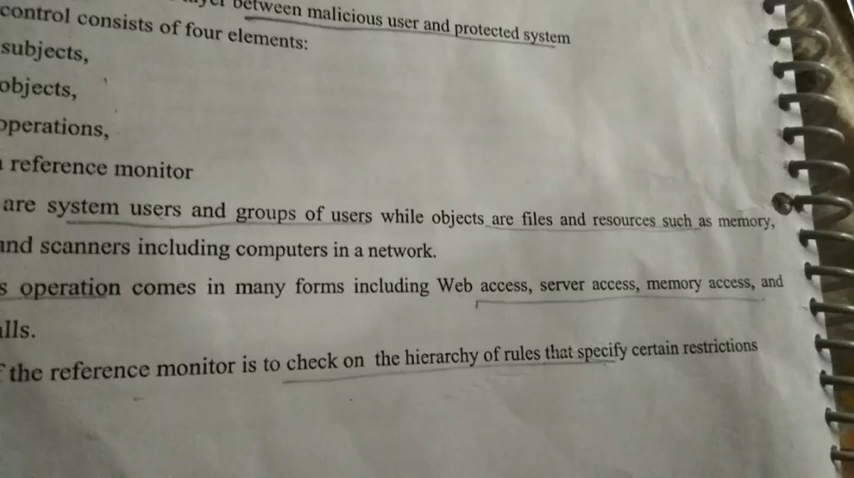 between malicious user and protected system
control consists of four elements:
subjects,
objects,
operations,
reference monitor
are system users and groups of users while objects are files and resources such as memory,
and scanners including computers in a network.
operation comes in many forms including Web access, server access, memory access, and
the reference monitor is to check on the hierarchy of rules that specify certain restrictions